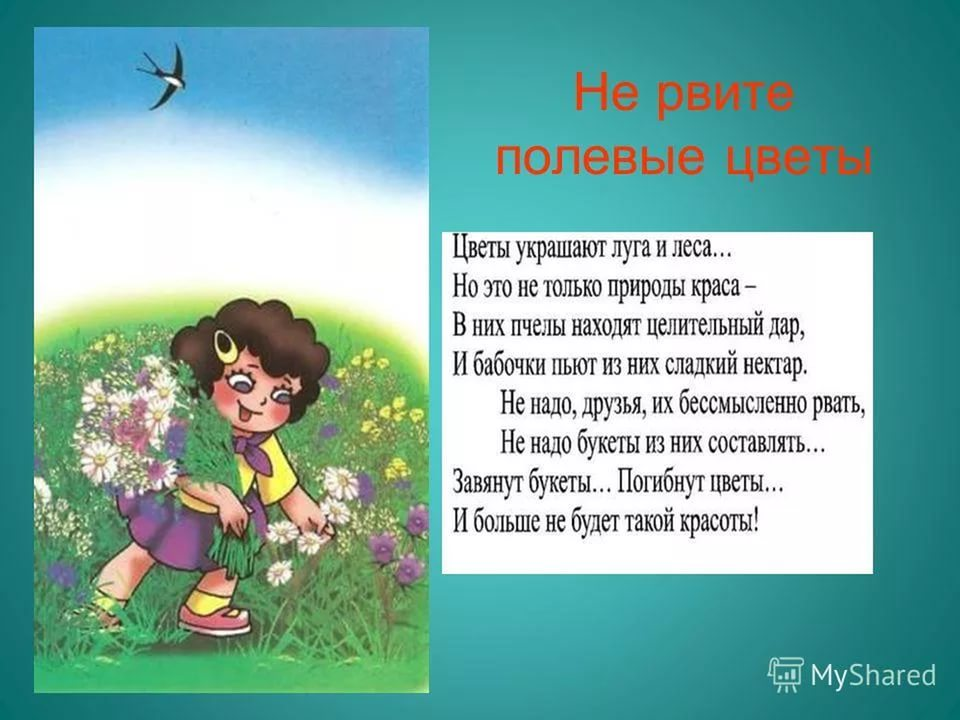 Не рвите
полевые цветы
Цветы украшают луга и леса…
Но это не только природы краса –
В них пчелы находят целительный дар,
И бабочки пьют из них сладкий нектар.
Не надо, друзья, их бессмысленно рвать,
Не надо букеты из них составлять…
Завянут букеты… Погибнут цветы…
И больше не будет такой красоты!
MyShared